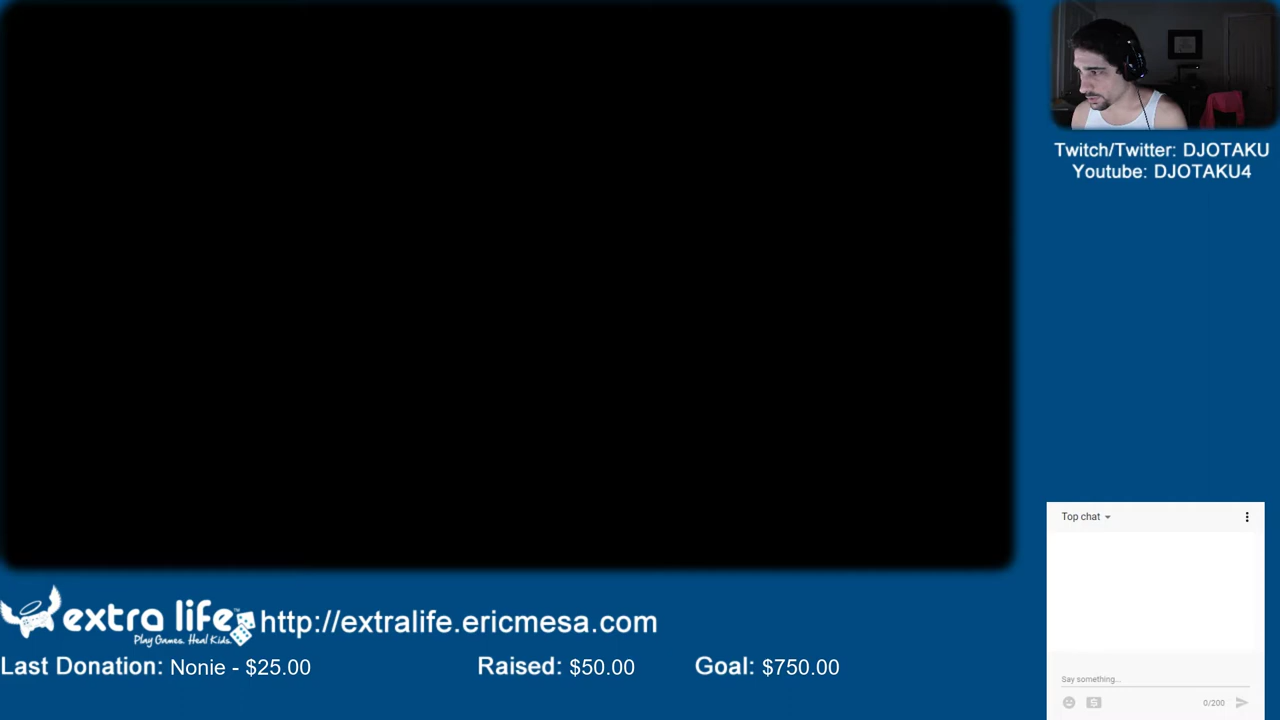 Twitch/Twitter: DJOTAKU
Youtube: DJOTAKU4
Top chat
Say something...
0/200
extra life™ http://extralife.ericmesa.com
Play Games. Heal Kids.
Last Donation: Nonie - $25.00 Raised: $50.00 Goal: $750.00